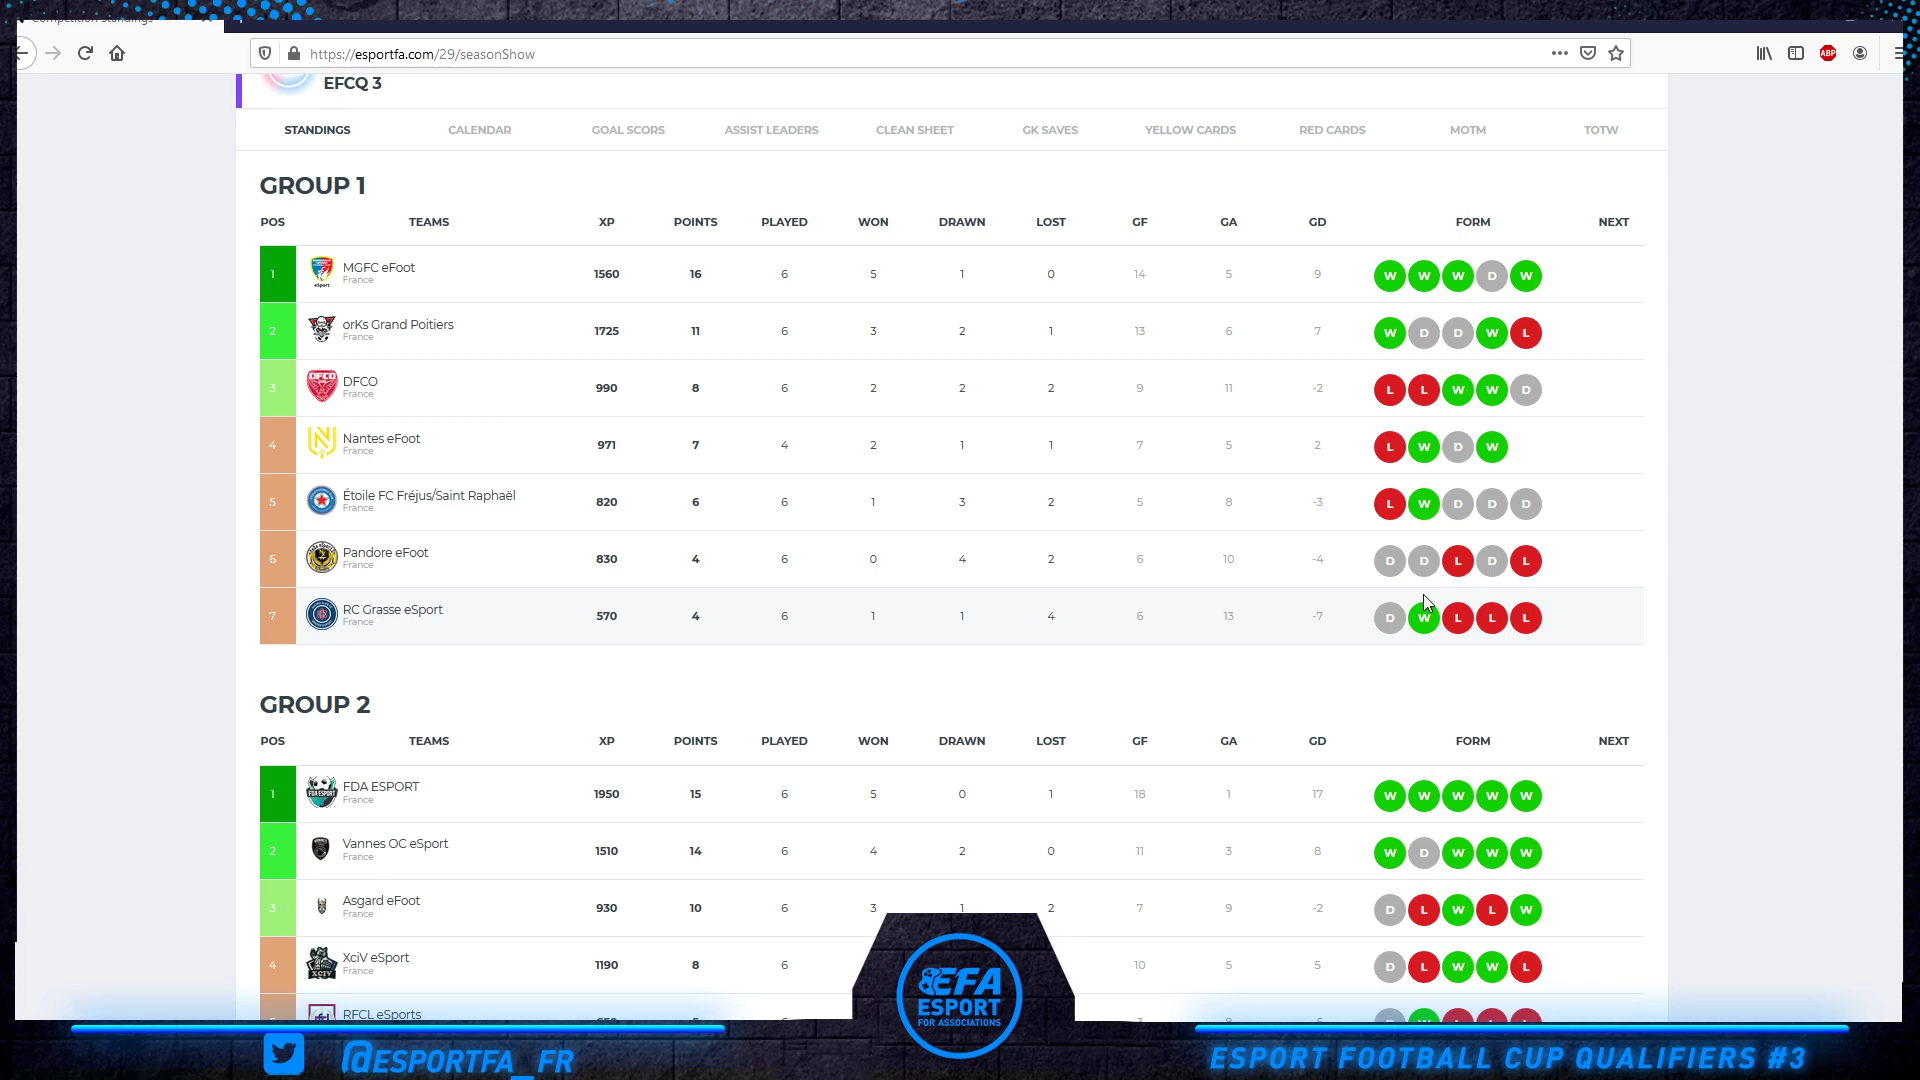 https://esportfa.com/29/seasonShow
ABP
EFCQ 3
STANDINGS CALENDAR GOAL SCORS ASSIST LEADERS CLEAN SHEET GK SAVES YELLOW CARDS RED CARDS MOTM TOTW
GROUP 1
POS TEAMS XP POINTS PLAYED WON DRAWN LOST GF GA GD FORM NEXT
1 MGFC eFoot 1560 16 6 5 1 0 14 5 9 W W W D W
France
2 orKs Grand Poitiers 1725 11 6 3 2 1 13 6 7 W D D W L
France
3 DFCO 990 8 6 2 2 2 9 11 -2 L L W W D
France
4 Nantes eFoot 971 7 4 2 1 1 7 5 2 L W D W
France
5 Étoile FC Fréjus/Saint Raphaël 820 6 6 1 3 2 5 8 -3 L W D D D
France
6 Pandore eFoot 830 4 6 0 4 2 6 10 -4 D D L D L
France
7 RC Grasse eSport 570 4 6 1 1 4 6 13 -7 D W L L L
France
GROUP 2
POS TEAMS XP POINTS PLAYED WON DRAWN LOST GF GA GD FORM NEXT
1 FDA ESPORT 1950 15 6 5 0 1 18 1 17 W W W W W
France
2 Vannes OC eSport 1510 14 6 4 2 0 11 3 8 W D W W W
France
3 Asgard eFoot 930 10 6 3 1 2 7 9 -2 D L W L W
France
4 XciV eSport 1190 8 6 10 5 5 D L W W L
France
RFCL eSports
EFA
ESPORT
FOR ASSOCIATIONS
@ESPORTFA_FR
ESPORT FOOTBALL CUP QUALIFIERS #3